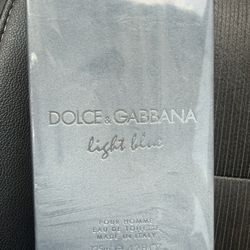 DOLCE & GABBANA
light blue
POUR HOMME
EAU DE TOILETTE
MADE IN ITALY